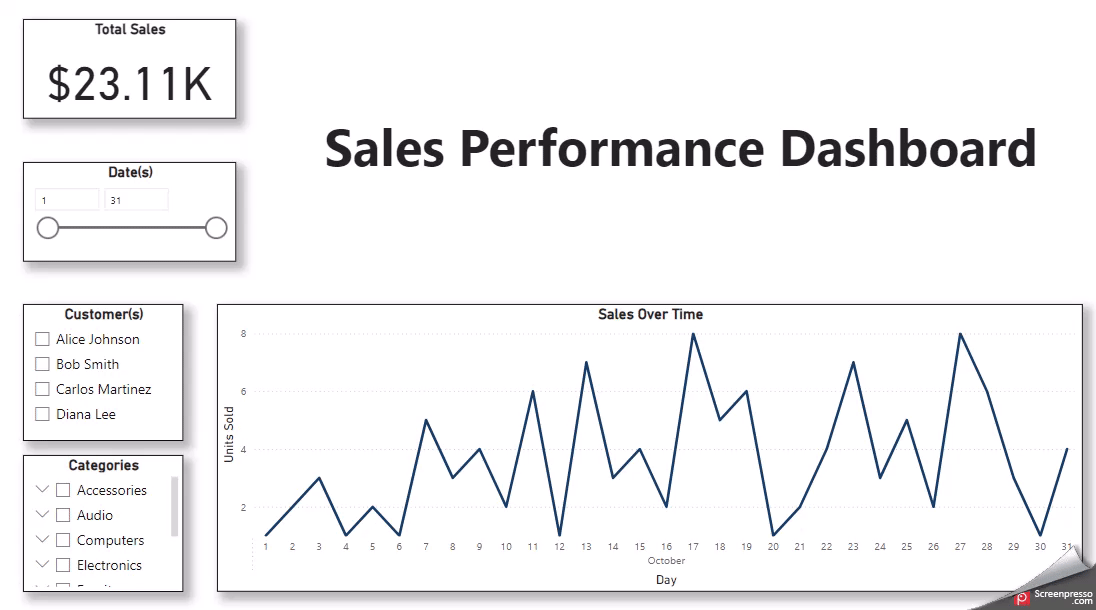 Total Sales
$23.11K
Sales Performance Dashboard
Date(s)
1 31
Customer(s)
Alice Johnson
Bob Smith
Carlos Martinez
Diana Lee
Categories
Accessories
Audio
Computers
Electronics
Sales Over Time
8
6
4
2
Units Sold
1 2 3 4 5 6 7 8 9 10 11 12 13 14 15 16 17 18 19 20 21 22 23 24 25 26 27 28 29 30 31
October
Day
Screenpresso
.com